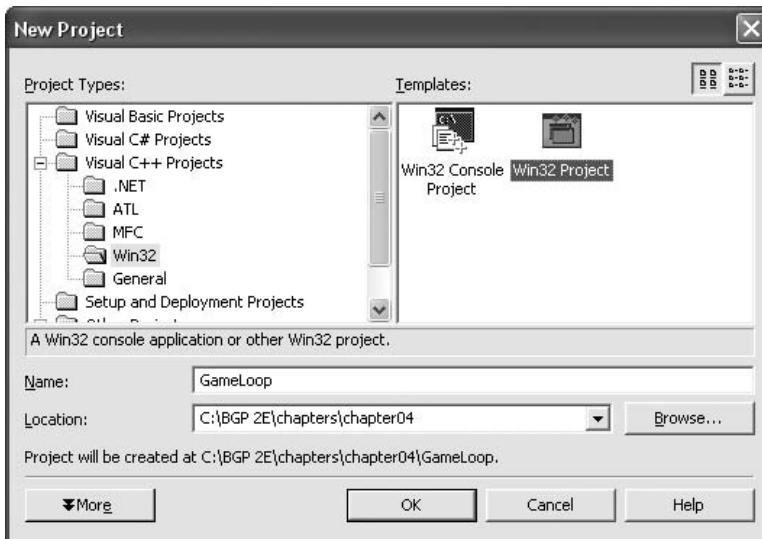 New Project
Project Types:
Templates:
Visual Basic Projects
Visual C# Projects
Visual C++ Projects
.NET
ATL
MFC
Win32
General
Setup and Deployment Projects
Win32 Console
Project
Win32 Project
A Win32 console application or other Win32 project.
Name:
GameLoop
Location:
C:\BGP 2E\chapters\chapter04
Browse...
Project will be created at C:\BGP 2E\chapters\chapter04\GameLoop.
More
OK
Cancel
Help